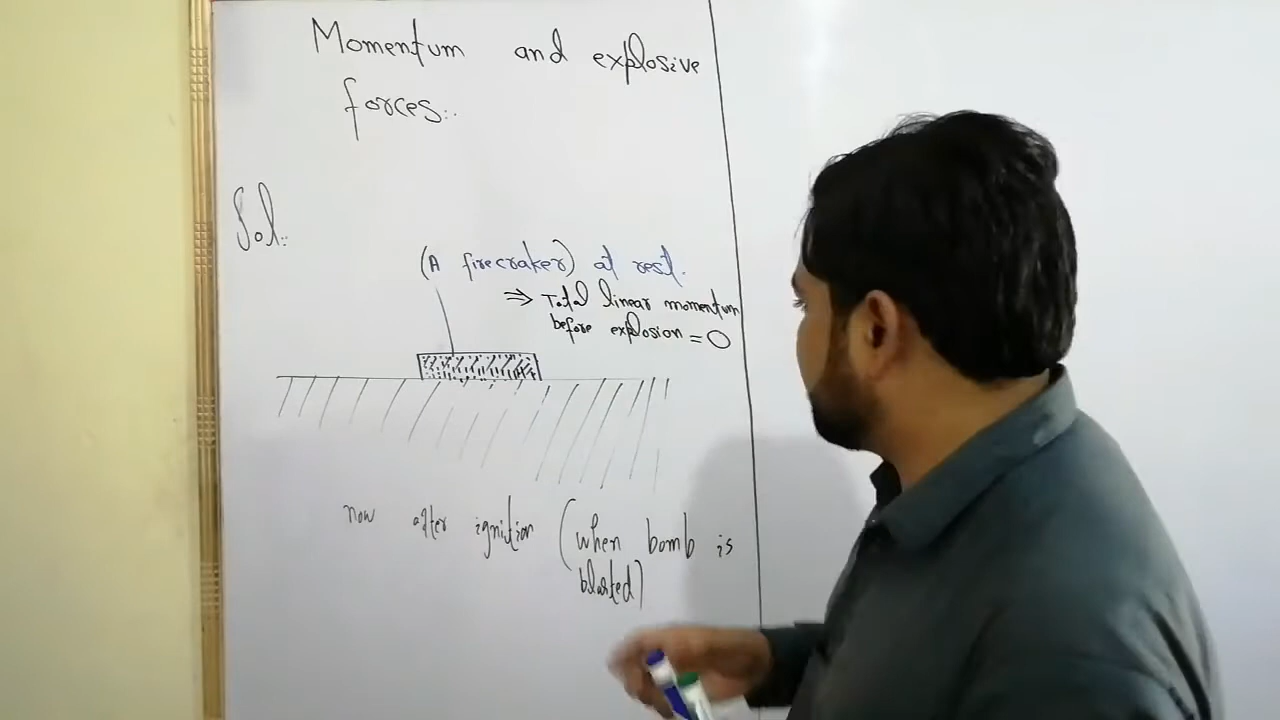 Momentum and explosive
forces:.
Sol:.
(A firecraker) at rest.
⇒ Total linear momentum
before explosion = 0
now after ignition (when bomb is
blasted)